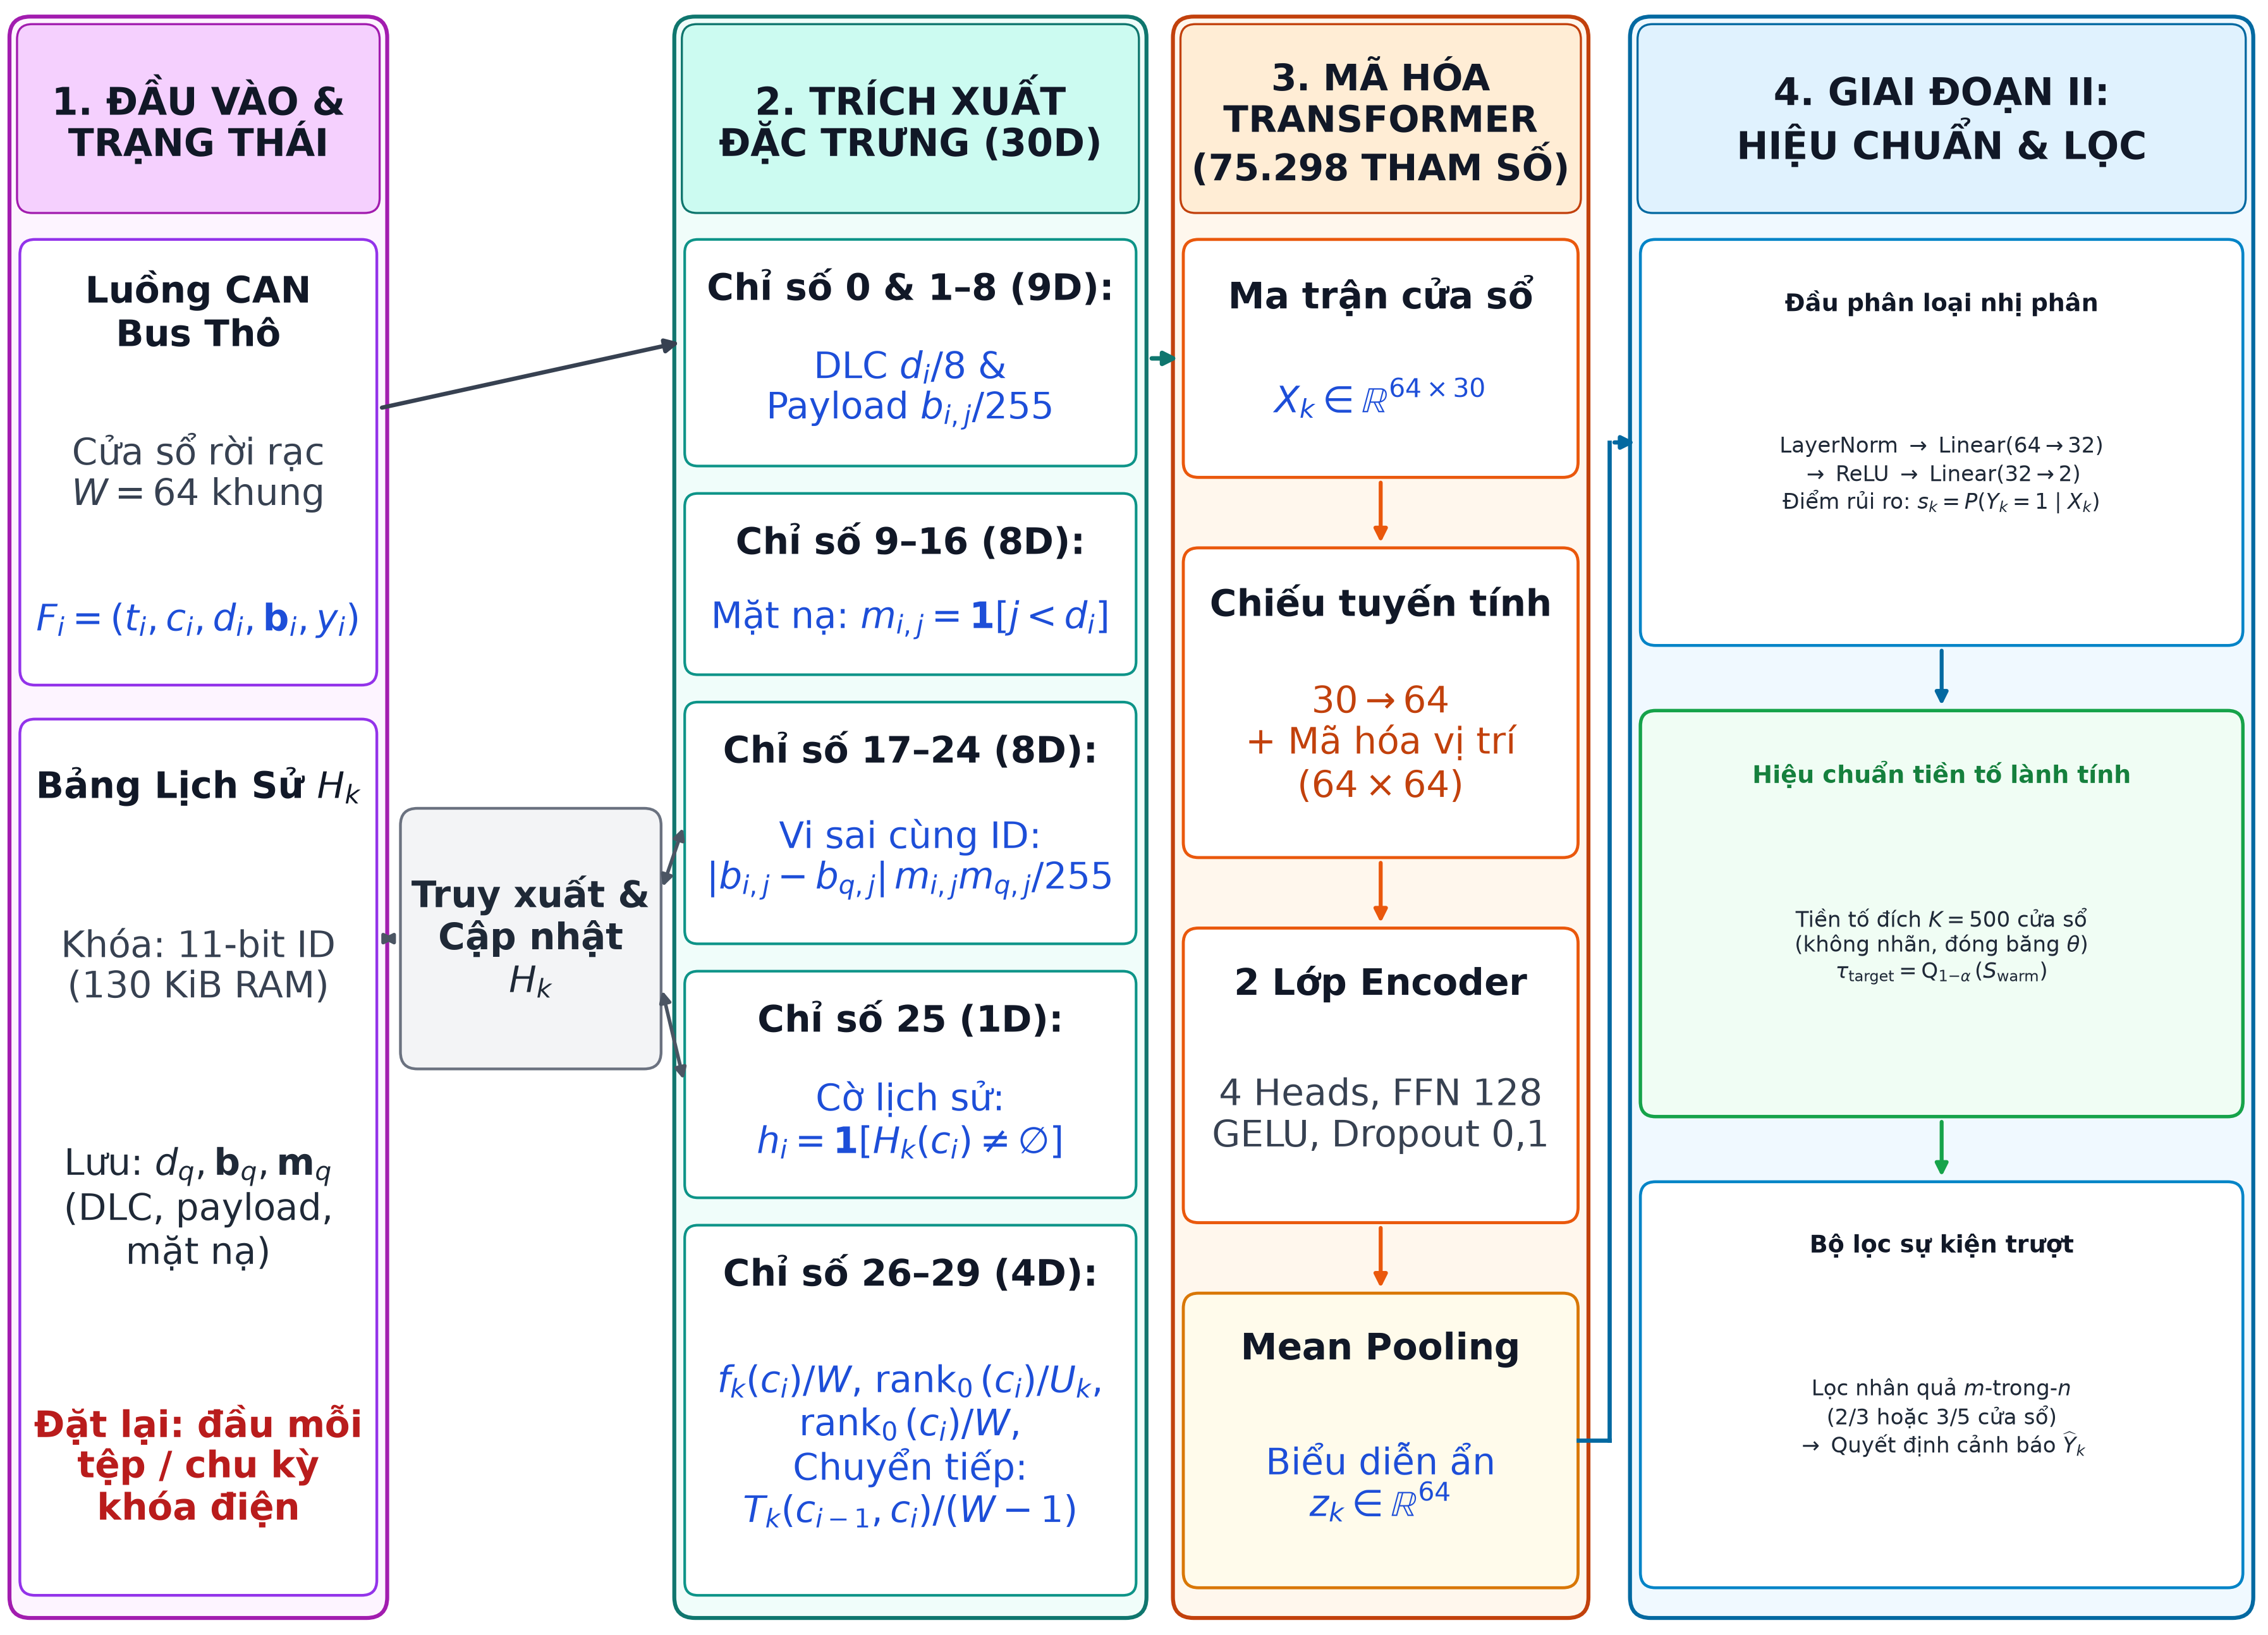 1. ĐẦU VÀO &
TRẠNG THÁI
Luồng CAN
Bus Thô
Cửa sổ rời rạc
W = 64 khung
F_i = (t_i, c_i, d_i, b_i, y_i)
Bảng Lịch Sử H_k
Khóa: 11-bit ID
(130 KiB RAM)
Lưu: d_q, b_q, m_q
(DLC, payload,
mặt nạ)
Đặt lại: đầu mỗi
tệp / chu kỳ
khóa điện
Truy xuất &
Cập nhật
H_k
2. TRÍCH XUẤT
ĐẶC TRƯNG (30D)
Chỉ số 0 & 1–8 (9D):
DLC d_i/8 &
Payload b_{i,j}/255
Chỉ số 9–16 (8D):
Mặt nạ: m_{i,j} = 1[j < d_i]
Chỉ số 17–24 (8D):
Vi sai cùng ID:
|b_{i,j} − b_{q,j}| m_{i,j}m_{q,j}/255
Chỉ số 25 (1D):
Cờ lịch sử:
h_i = 1[H_k(c_i) ≠ ∅]
Chỉ số 26–29 (4D):
f_k(c_i)/W, rank_0(c_i)/U_k,
rank_0(c_i)/W,
Chuyển tiếp:
T_k(c_{i−1}, c_i)/(W − 1)
3. MÃ HÓA
TRANSFORMER
(75.298 THAM SỐ)
Ma trận cửa sổ
X_k ∈ ℝ^{64 × 30}
Chiếu tuyến tính
30 → 64
+ Mã hóa vị trí
(64 × 64)
2 Lớp Encoder
4 Heads, FFN 128
GELU, Dropout 0,1
Mean Pooling
Biểu diễn ẩn
z_k ∈ ℝ^{64}
4. GIAI ĐOẠN II:
HIỆU CHUẨN & LỌC
Đầu phân loại nhị phân
LayerNorm → Linear(64 → 32)
→ ReLU → Linear(32 → 2)
Điểm rủi ro: s_k = P(Y_k = 1 | X_k)
Hiệu chuẩn tiền tố lành tính
Tiền tố đích K = 500 cửa sổ
(không nhãn, đóng băng θ)
τ_target = Q_{1−α}(S_warm)
Bộ lọc sự kiện trượt
Lọc nhân quả m-trong-n
(2/3 hoặc 3/5 cửa sổ)
→ Quyết định cảnh báo Ŷ_k